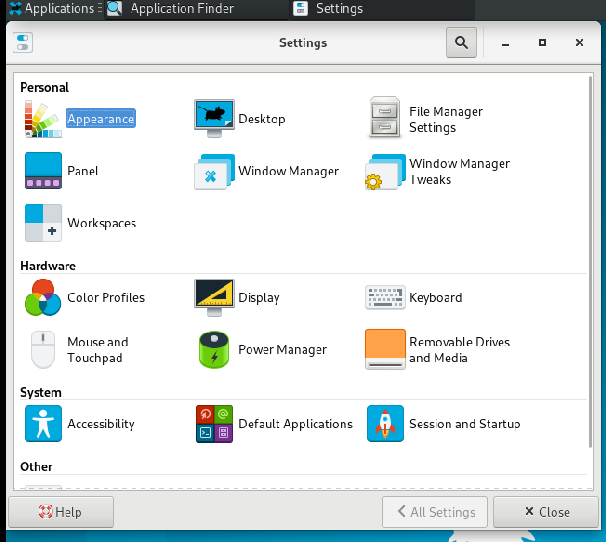 Applications
Application Finder
Settings
Settings
Personal
Appearance
Desktop
File Manager
Settings
Panel
Window Manager
Window Manager
Tweaks
Workspaces
Hardware
Color Profiles
Display
Keyboard
Mouse and
Touchpad
Power Manager
Removable Drives
and Media
System
Accessibility
Default Applications
Session and Startup
Other
Help
All Settings
Close